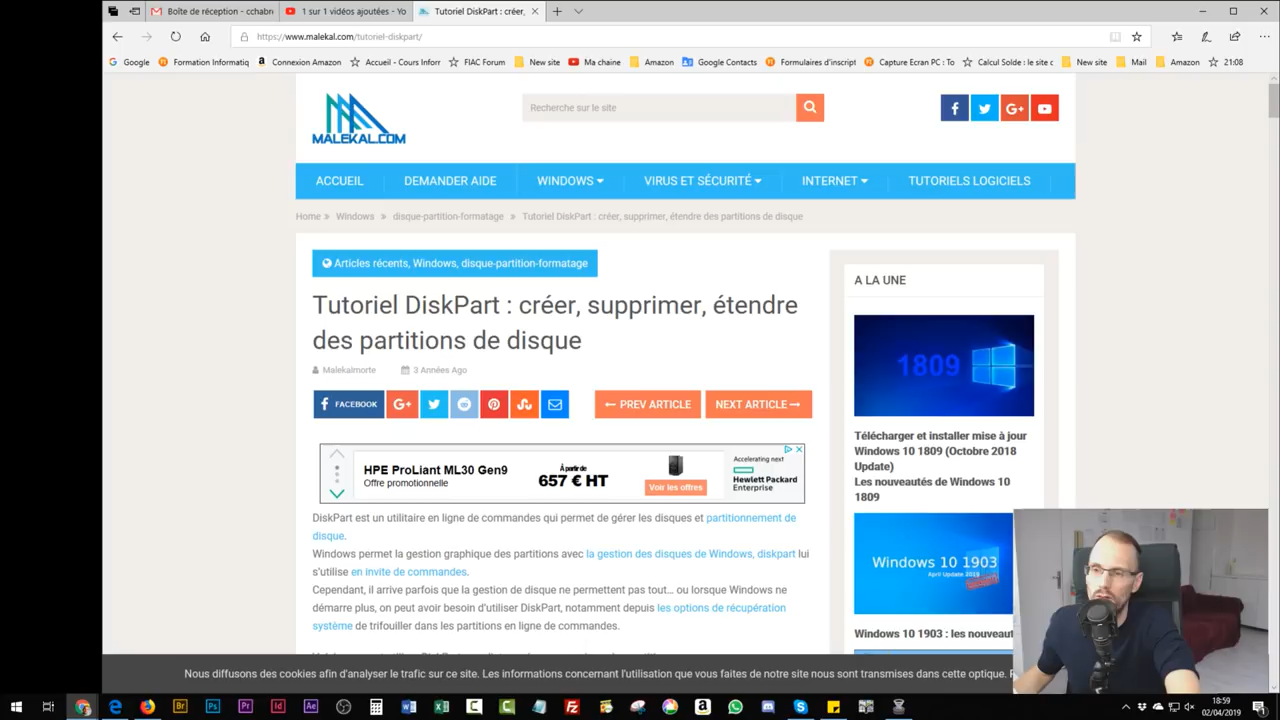 Boîte de réception - cchabre
1 sur 1 vidéos ajoutées - Yo
Tutoriel DiskPart : créer,
https://www.malekal.com/tutoriel-diskpart/
Google
Formation Informatiq
Connexion Amazon
Accueil - Cours Inforr
FIAC Forum
New site
Ma chaine
Amazon
Google Contacts
Formulaires d'inscript
Capture Ecran PC : To
Calcul Solde : le site c
New site
Mail
Amazon
21:08
MALEKAL.COM
Recherche sur le site
ACCUEIL
DEMANDER AIDE
WINDOWS
VIRUS ET SÉCURITÉ
INTERNET
TUTORIELS LOGICIELS
Home » Windows » disque-partition-formatage » Tutoriel DiskPart : créer, supprimer, étendre des partitions de disque
Articles récents, Windows, disque-partition-formatage
Tutoriel DiskPart : créer, supprimer, étendre
des partitions de disque
Malekalmorte
3 Années Ago
FACEBOOK
PREV ARTICLE
NEXT ARTICLE
HPE ProLiant ML30 Gen9
Offre promotionnelle
À partir de
657 € HT
Voir les offres
Accelerating next
Hewlett Packard
Enterprise
DiskPart est un utilitaire en ligne de commandes qui permet de gérer les disques et partitionnement de
disque.
Windows permet la gestion graphique des partitions avec la gestion des disques de Windows, diskpart lui
s'utilise en invite de commandes.
Cependant, il arrive parfois que la gestion de disque ne permettent pas tout… ou lorsque Windows ne
démarre plus, on peut avoir besoin d'utiliser DiskPart, notamment depuis les options de récupération
système de trifouiller dans les partitions en ligne de commandes.
A LA UNE
1809
Télécharger et installer mise à jour
Windows 10 1809 (Octobre 2018
Update)
Les nouveautés de Windows 10
1809
Windows 10 1903
April Update 2019
Windows 10 1903 : les nouveaut
Nous diffusons des cookies afin d'analyser le trafic sur ce site. Les informations concernant l'utilisation que vous faites de notre site nous sont transmises dans cette optique.
18:59
02/04/2019